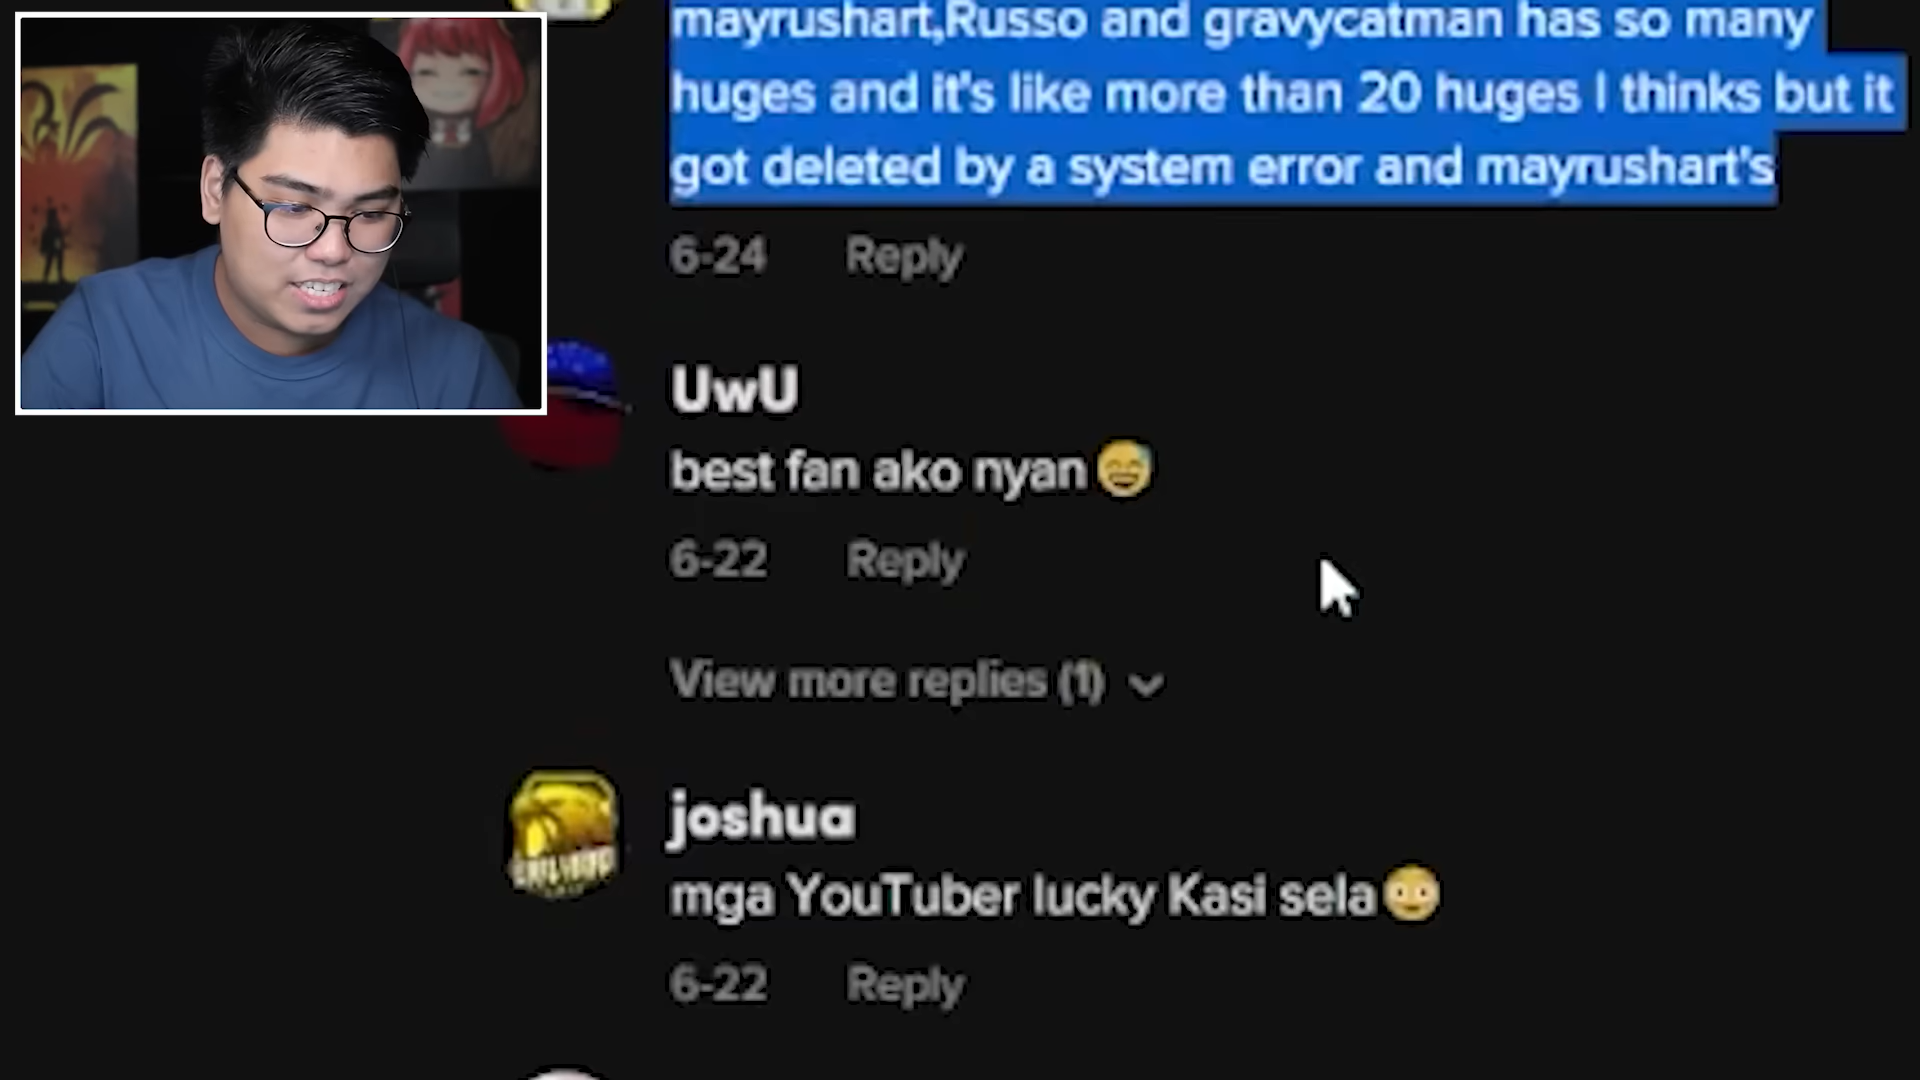 mayrushart,Russo and gravycatman has so many
huges and it's like more than 20 huges I thinks but it
got deleted by a system error and mayrushart's
6-24 Reply
UwU
best fan ako nyan 😅
6-22 Reply
View more replies (1)
joshua
mga YouTuber lucky Kasi sela 😳
6-22 Reply